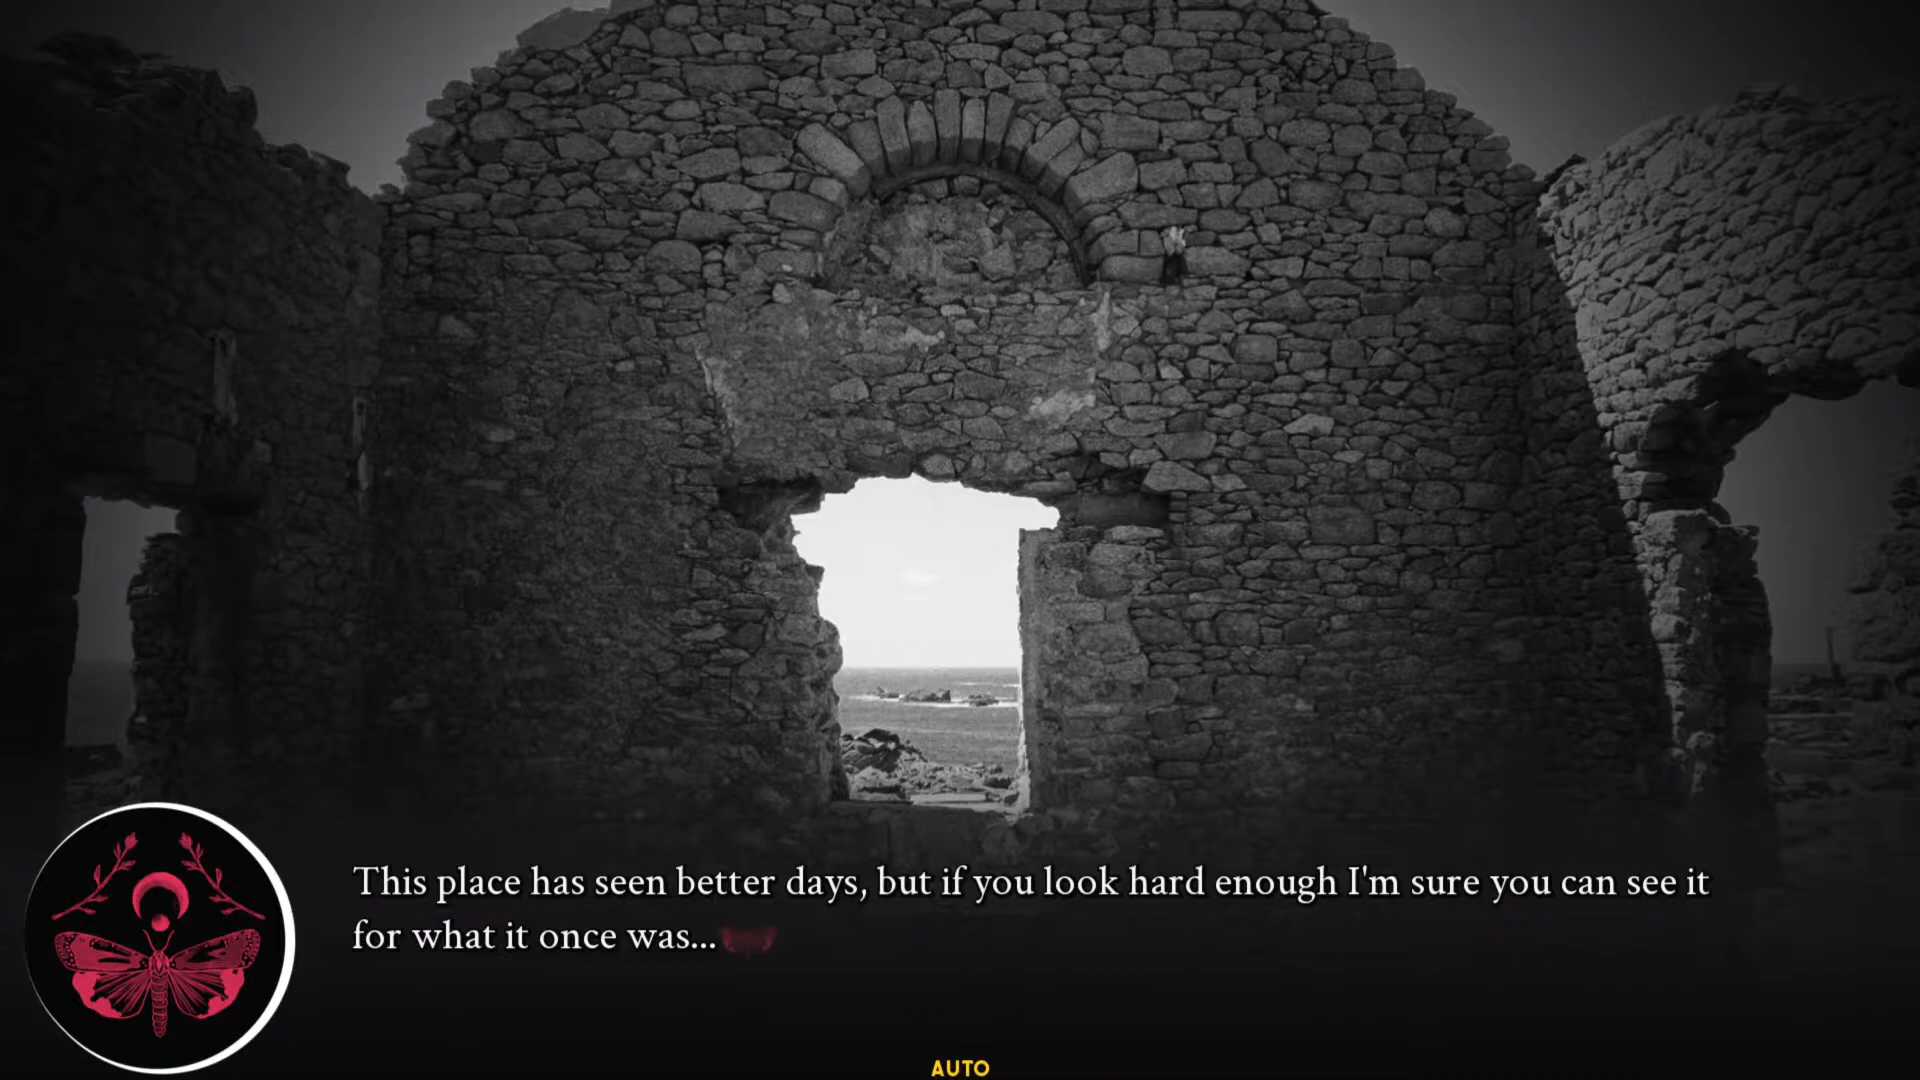 This place has seen better days, but if you look hard enough I'm sure you can see it
for what it once was...
AUTO